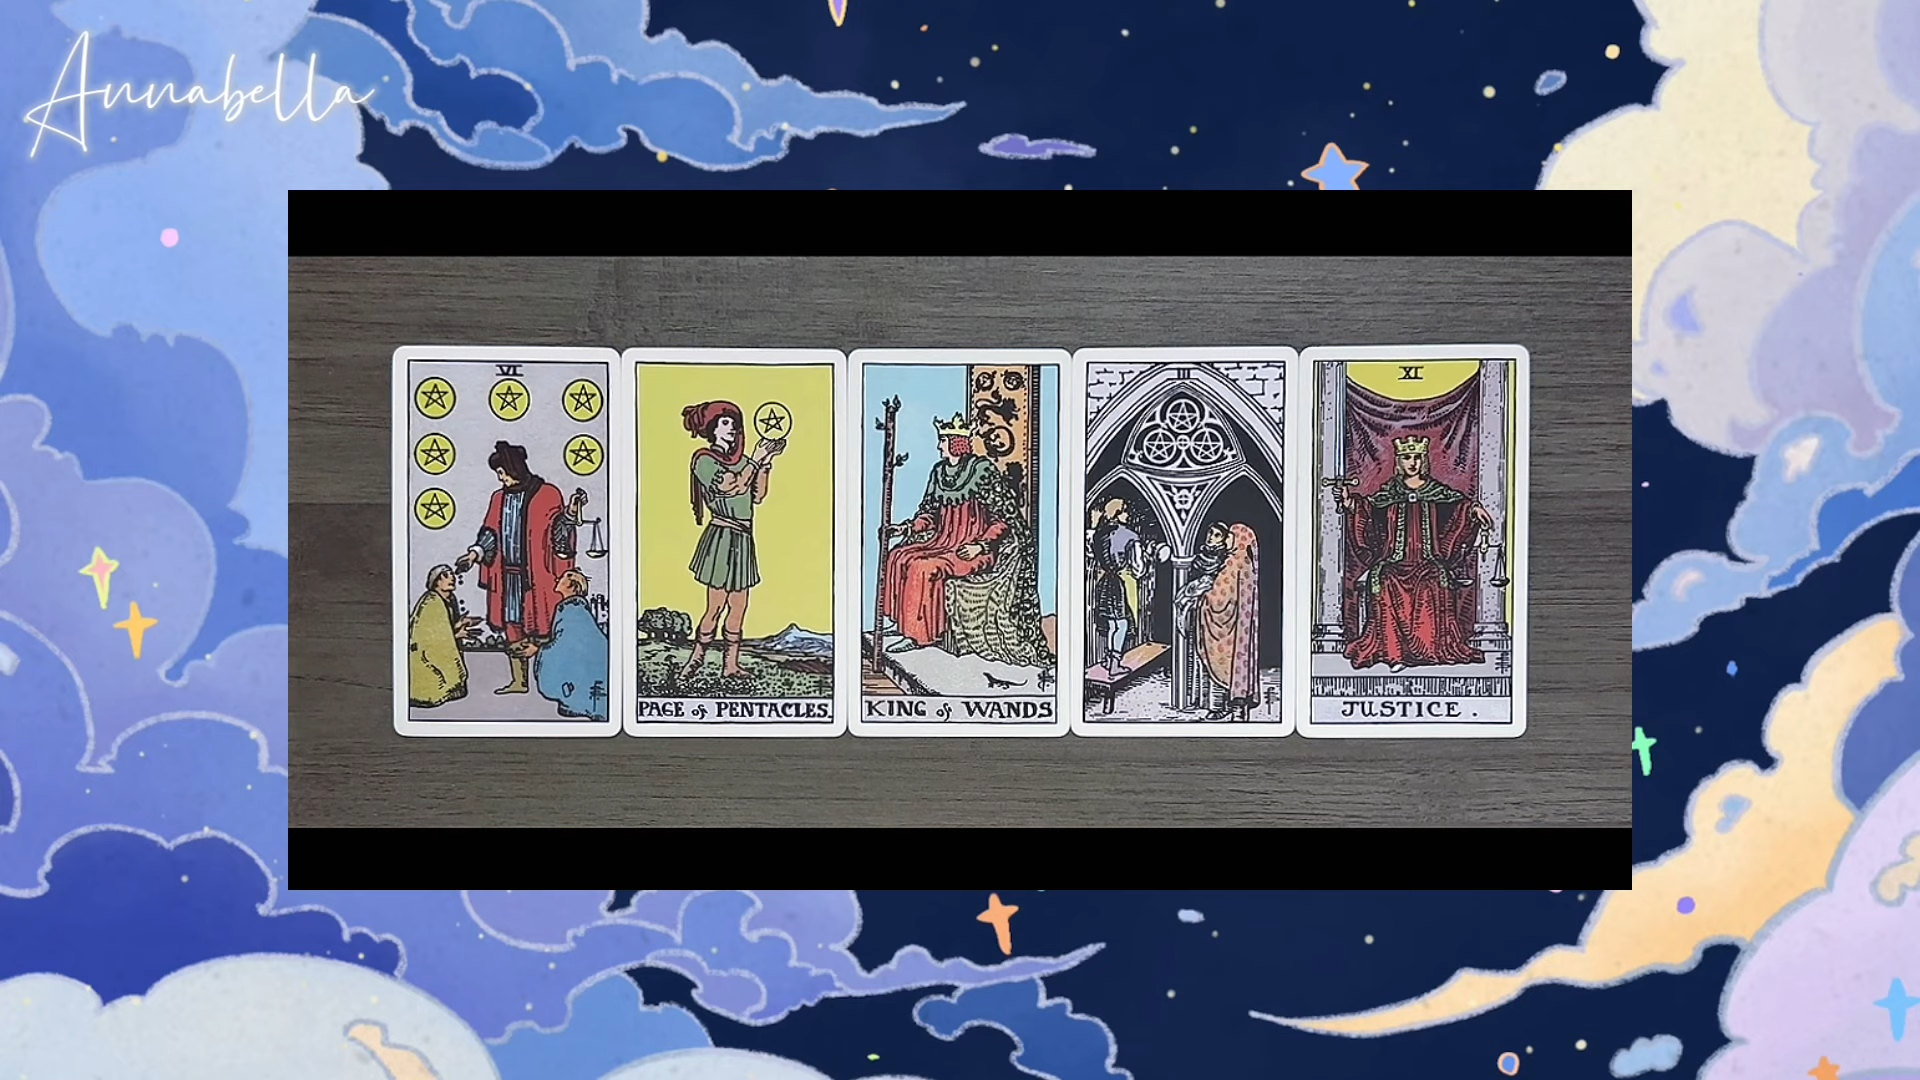 Annabella
VI
PAGE of PENTACLES.
KING of WANDS
III
XI
JUSTICE.